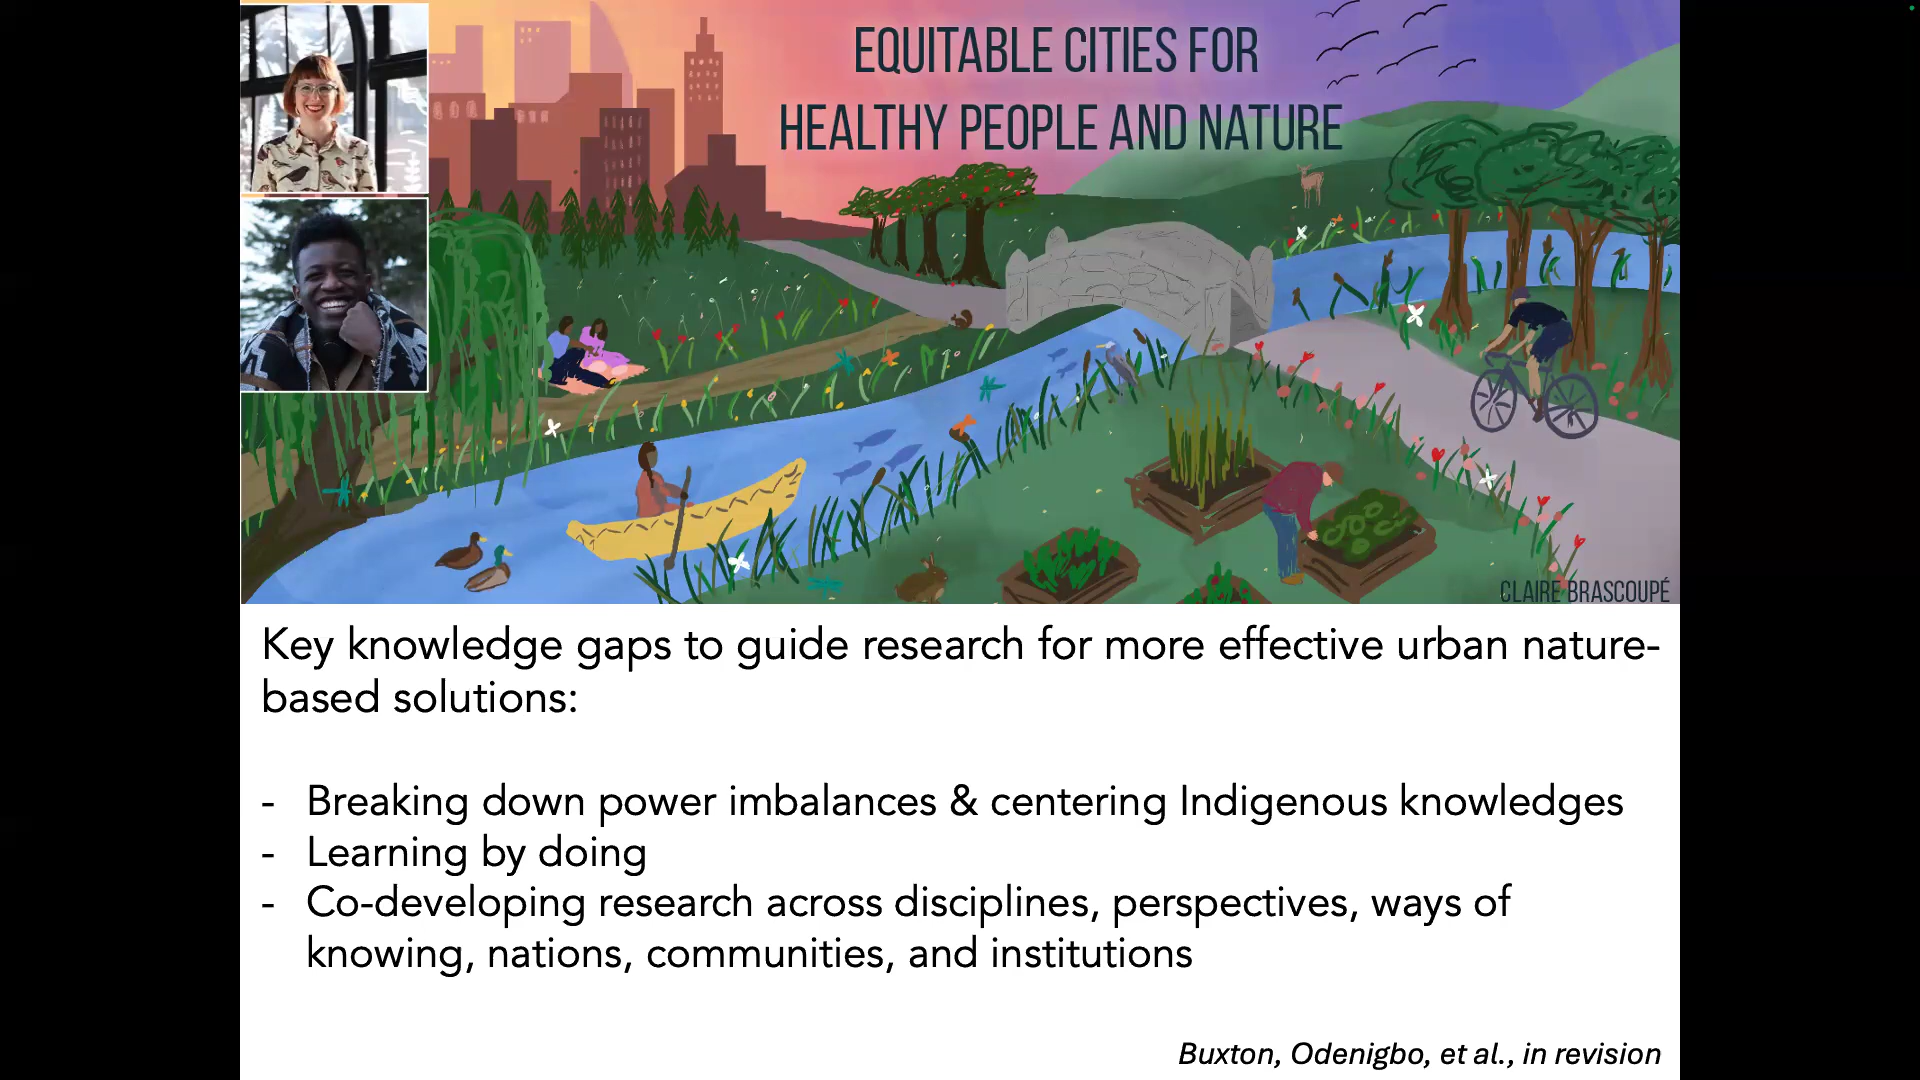 EQUITABLE CITIES FOR
HEALTHY PEOPLE AND NATURE
CLAIRE BRASCOUPÉ
Key knowledge gaps to guide research for more effective urban nature-
based solutions:
- Breaking down power imbalances & centering Indigenous knowledges
- Learning by doing
- Co-developing research across disciplines, perspectives, ways of
knowing, nations, communities, and institutions
Buxton, Odenigbo, et al., in revision